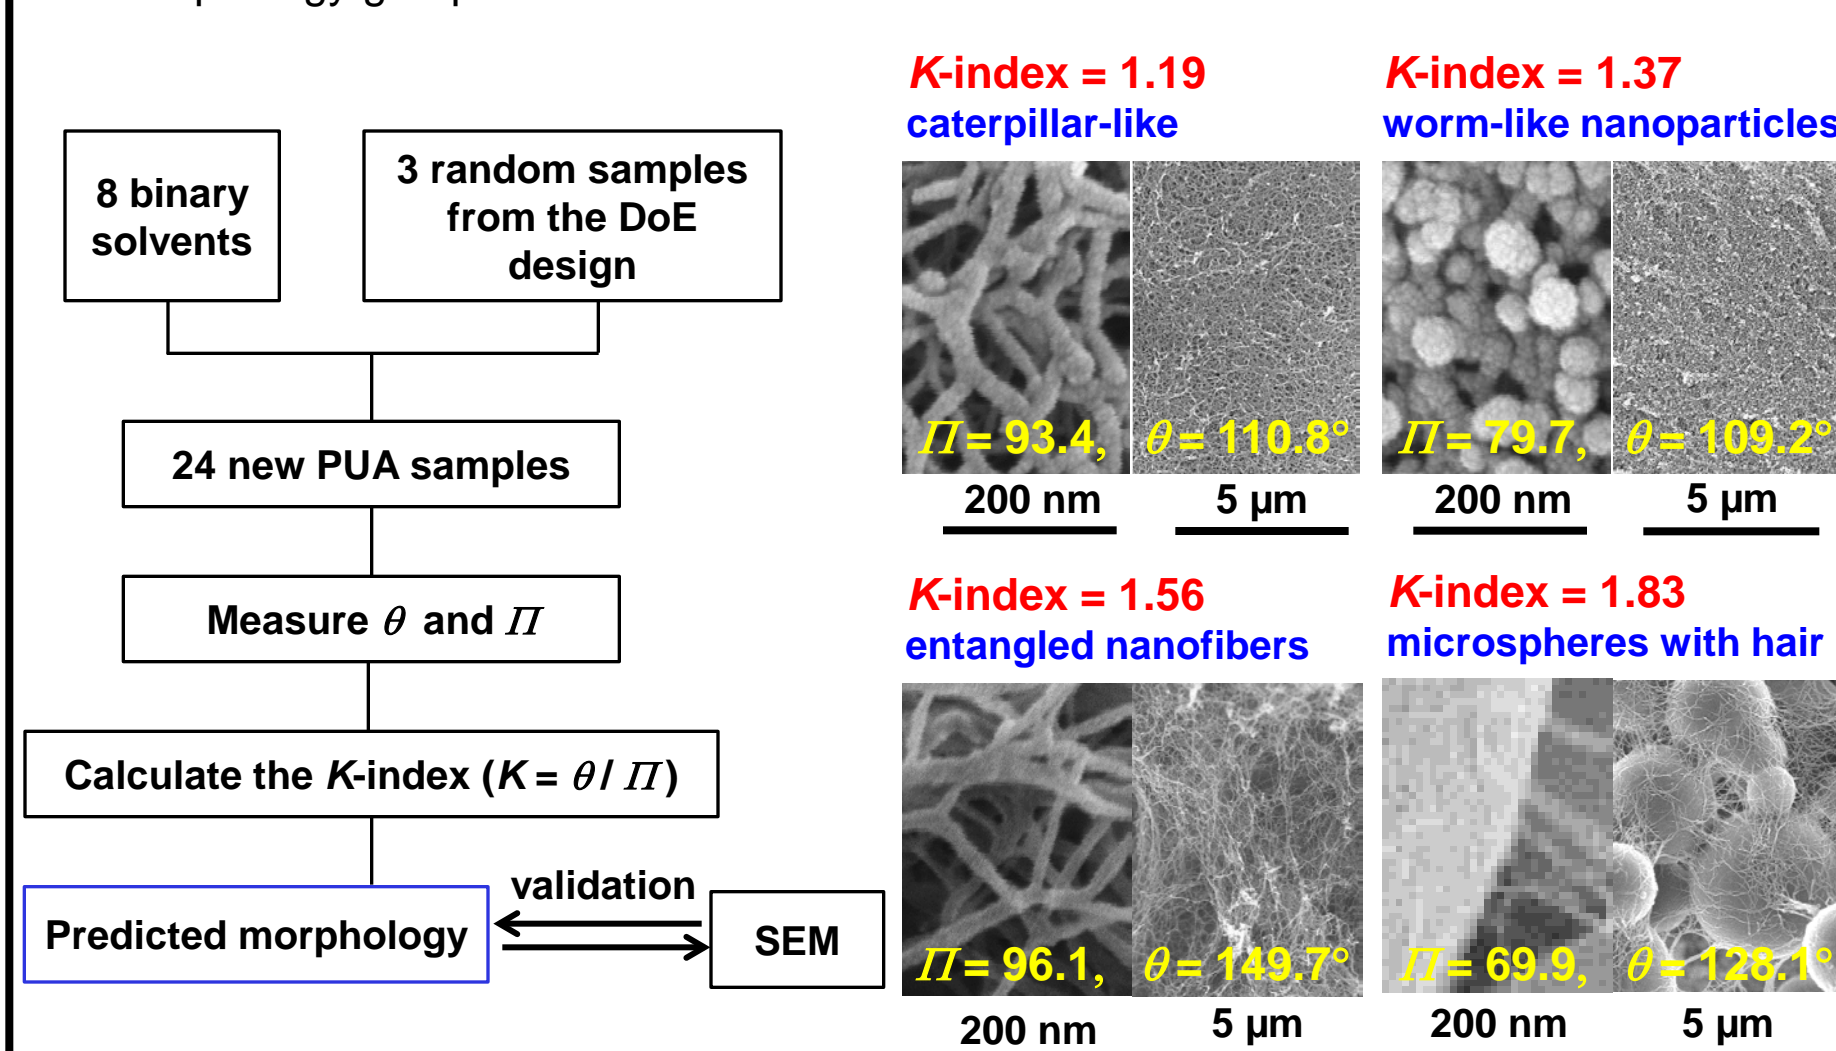 8 binary
solvents
3 random samples
from the DoE
design
24 new PUA samples
Measure θ and Π
Calculate the K-index (K = θ / Π)
Predicted morphology
validation
SEM
K-index = 1.19
caterpillar-like
Π = 93.4, θ = 110.8°
200 nm 5 µm
K-index = 1.37
worm-like nanoparticles
Π = 79.7, θ = 109.2°
200 nm 5 µm
K-index = 1.56
entangled nanofibers
Π = 96.1, θ = 149.7°
200 nm 5 µm
K-index = 1.83
microspheres with hair
Π = 69.9, θ = 128.1°
200 nm 5 µm